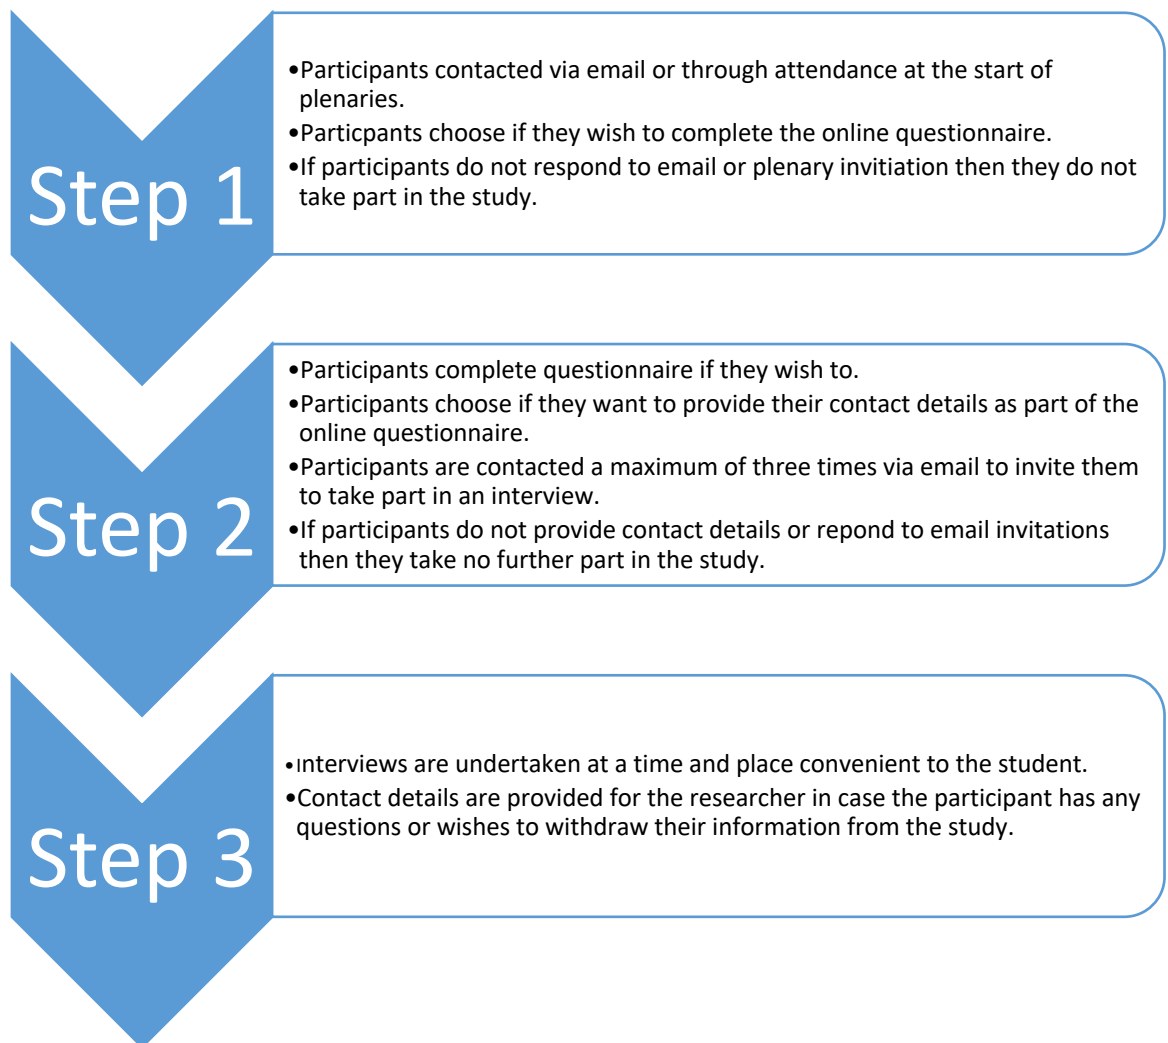 Step 1
•Participants contacted via email or through attendance at the start of
plenaries.
•Particpants choose if they wish to complete the online questionnaire.
•If participants do not respond to email or plenary invitiation then they do not
take part in the study.
Step 2
•Participants complete questionnaire if they wish to.
•Participants choose if they want to provide their contact details as part of the
online questionnaire.
•Participants are contacted a maximum of three times via email to invite them
to take part in an interview.
•If participants do not provide contact details or repond to email invitations
then they take no further part in the study.
Step 3
•Interviews are undertaken at a time and place convenient to the student.
•Contact details are provided for the researcher in case the participant has any
questions or wishes to withdraw their information from the study.